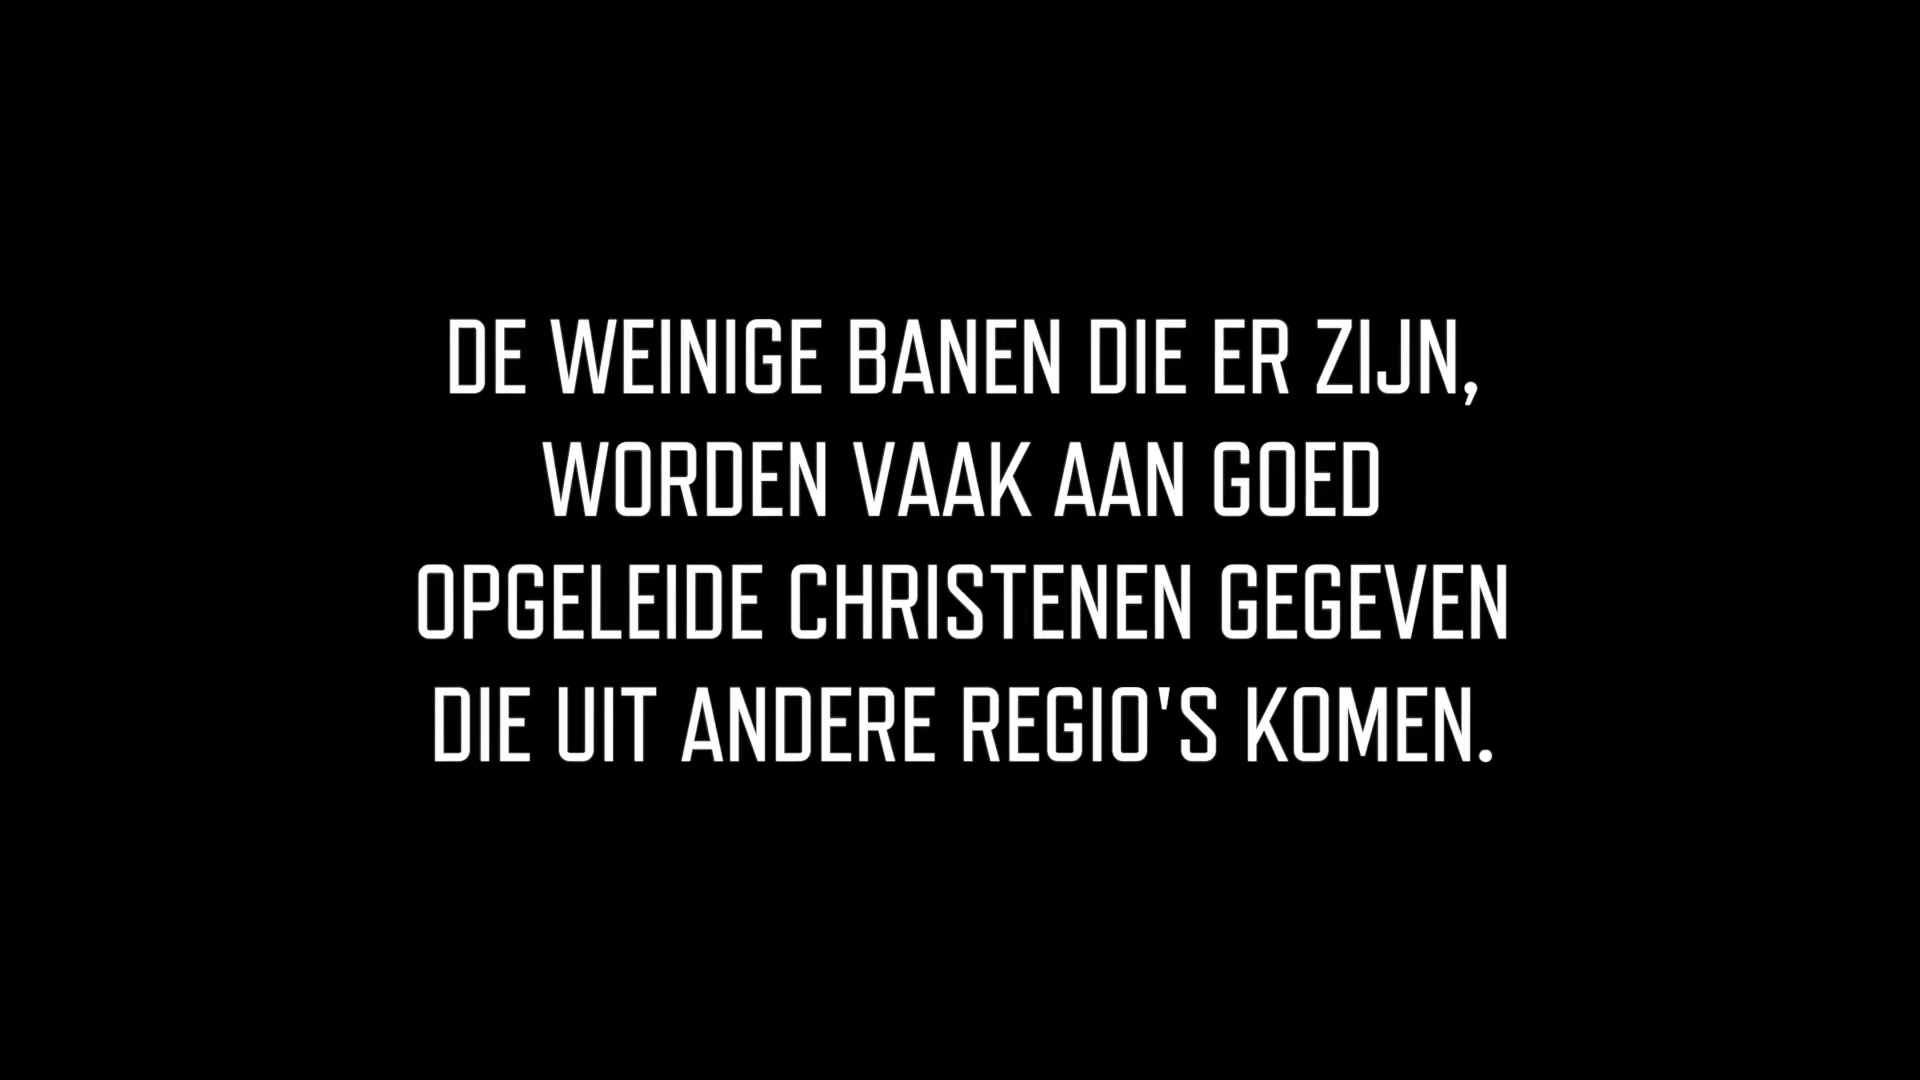 DE WEINIGE BANEN DIE ER ZIJN,
WORDEN VAAK AAN GOED
OPGELEIDE CHRISTENEN GEGEVEN
DIE UIT ANDERE REGIO'S KOMEN.